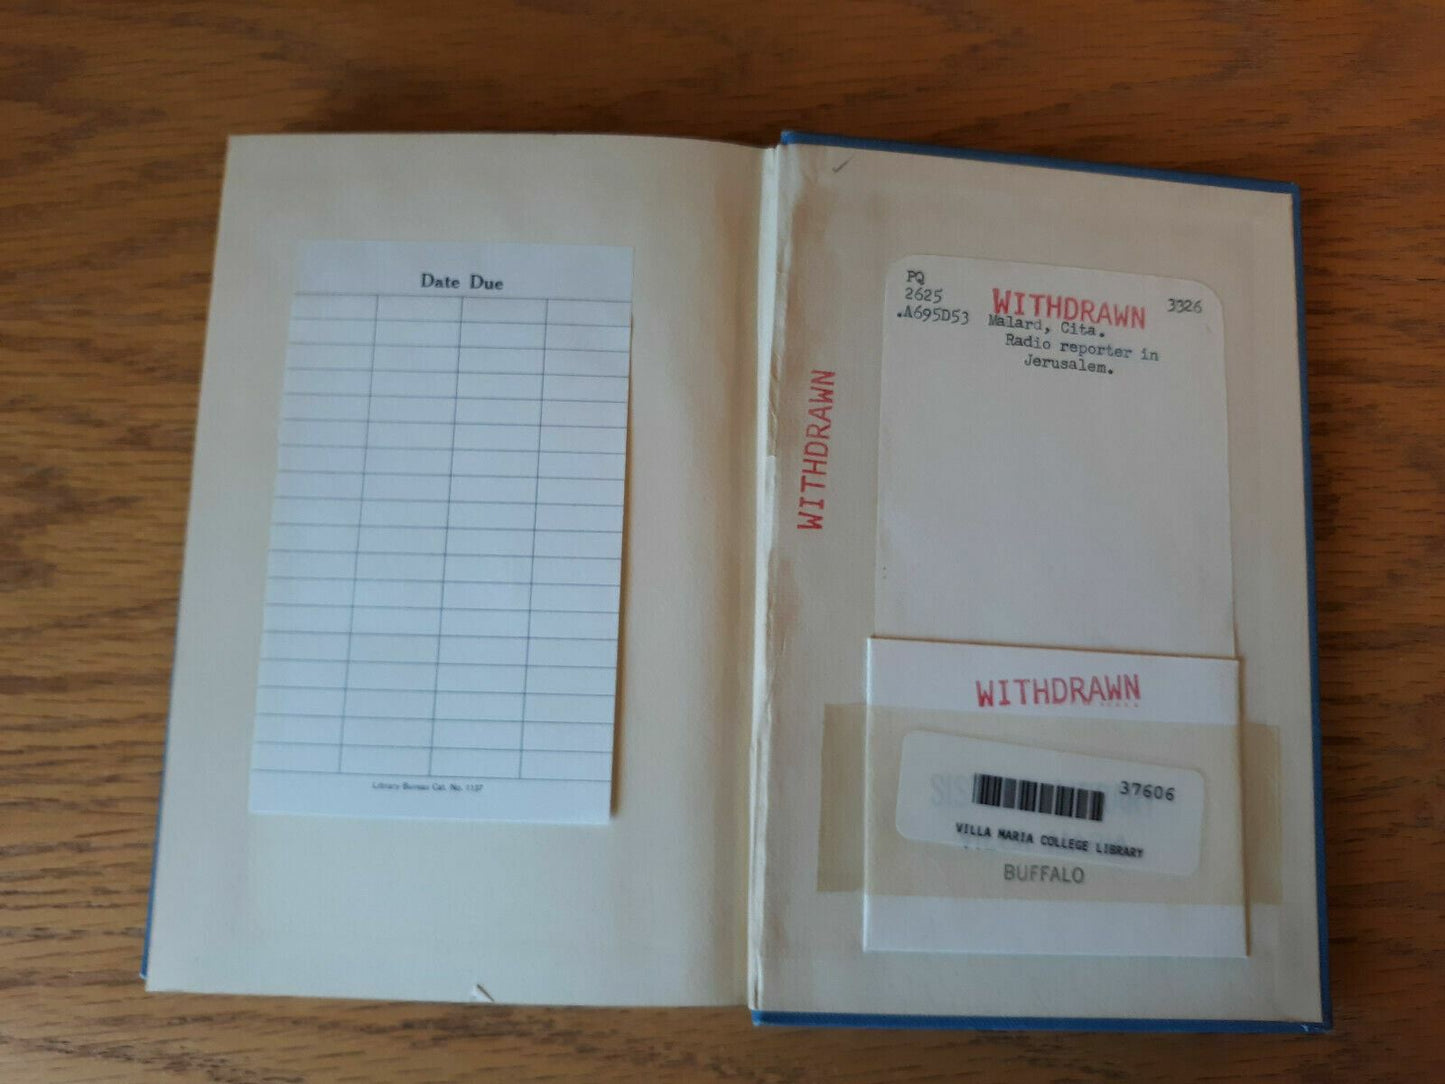 Date Due
Library Bureau Cat. No. 1137
PQ
2625
.A695D53
WITHDRAWN
3326
Malard, Cita.
Radio reporter in
Jerusalem.
WITHDRAWN
WITHDRAWN
37606
VILLA MARIA COLLEGE LIBRARY
BUFFALO